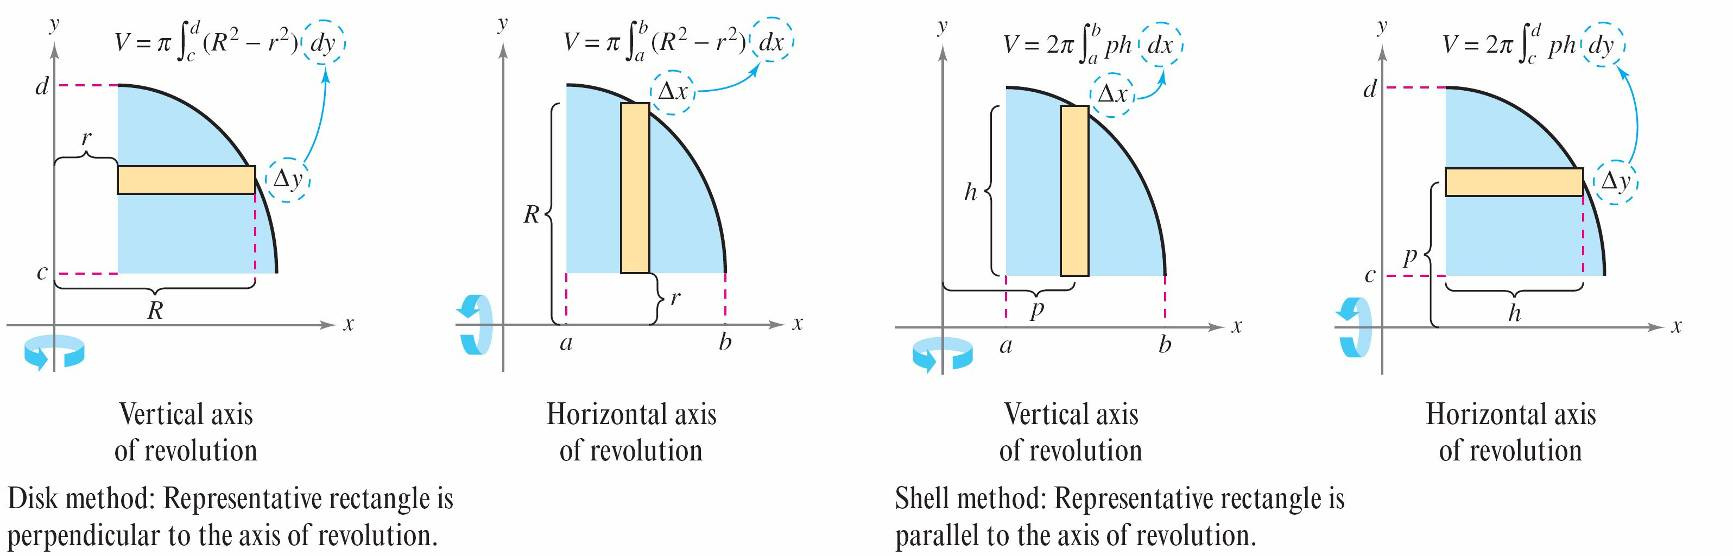 y
V = π ∫_c^d (R² − r²) dy
d
r
Δy
c
R
x
Vertical axis
of revolution
y
V = π ∫_a^b (R² − r²) dx
Δx
R
r
x
a
b
Horizontal axis
of revolution
Disk method: Representative rectangle is
perpendicular to the axis of revolution.
y
V = 2π ∫_a^b ph dx
Δx
h
p
x
a
b
Vertical axis
of revolution
y
V = 2π ∫_c^d ph dy
d
Δy
p
c
h
x
Horizontal axis
of revolution
Shell method: Representative rectangle is
parallel to the axis of revolution.